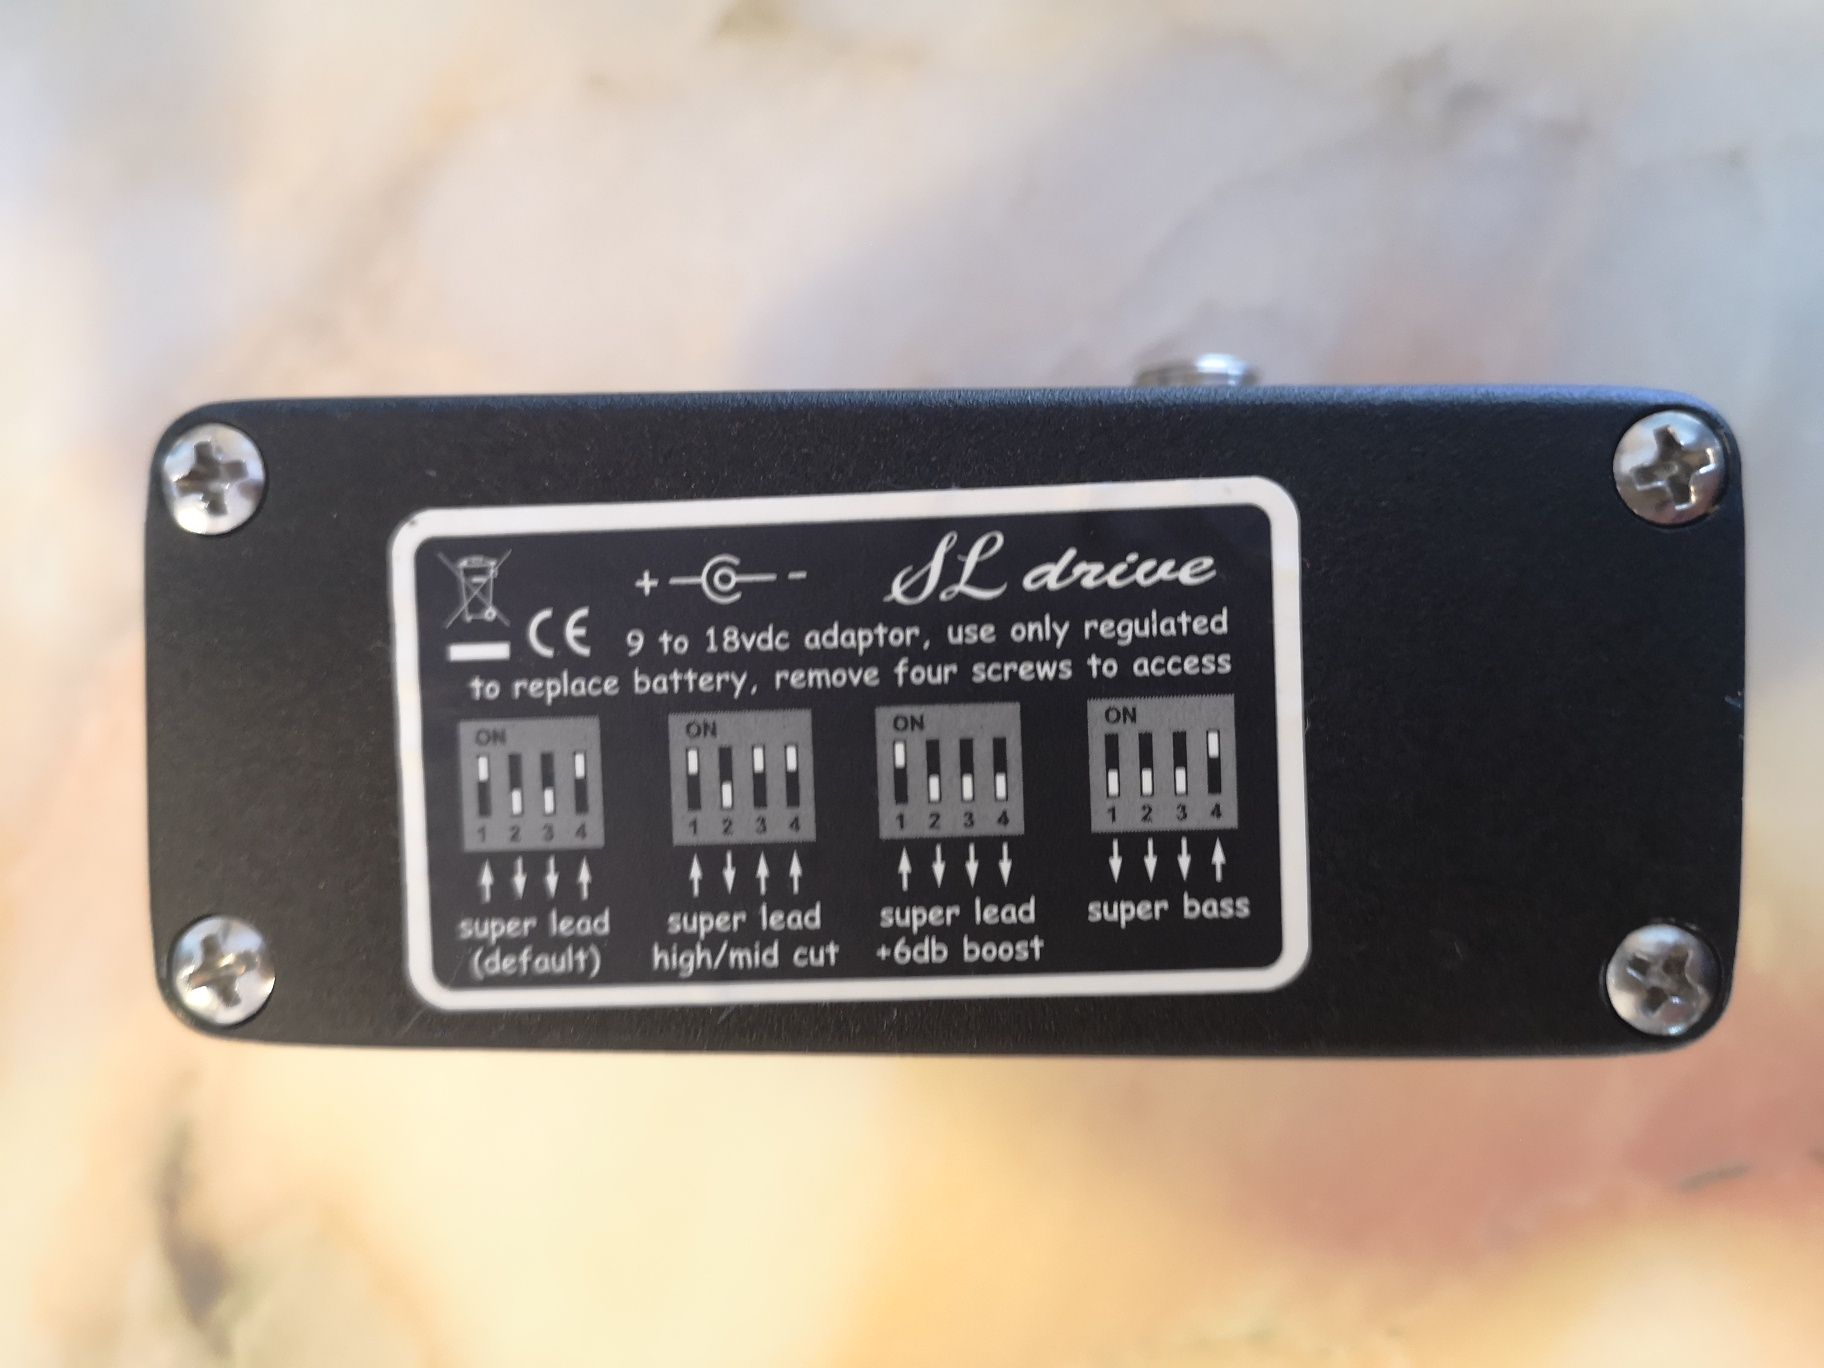 + -
SL drive
CE
9 to 18vdc adaptor, use only regulated
to replace battery, remove four screws to access
ON ON ON ON
1 2 3 4 1 2 3 4 1 2 3 4 1 2 3 4
super lead super lead super lead super bass
(default) high/mid cut +6db boost